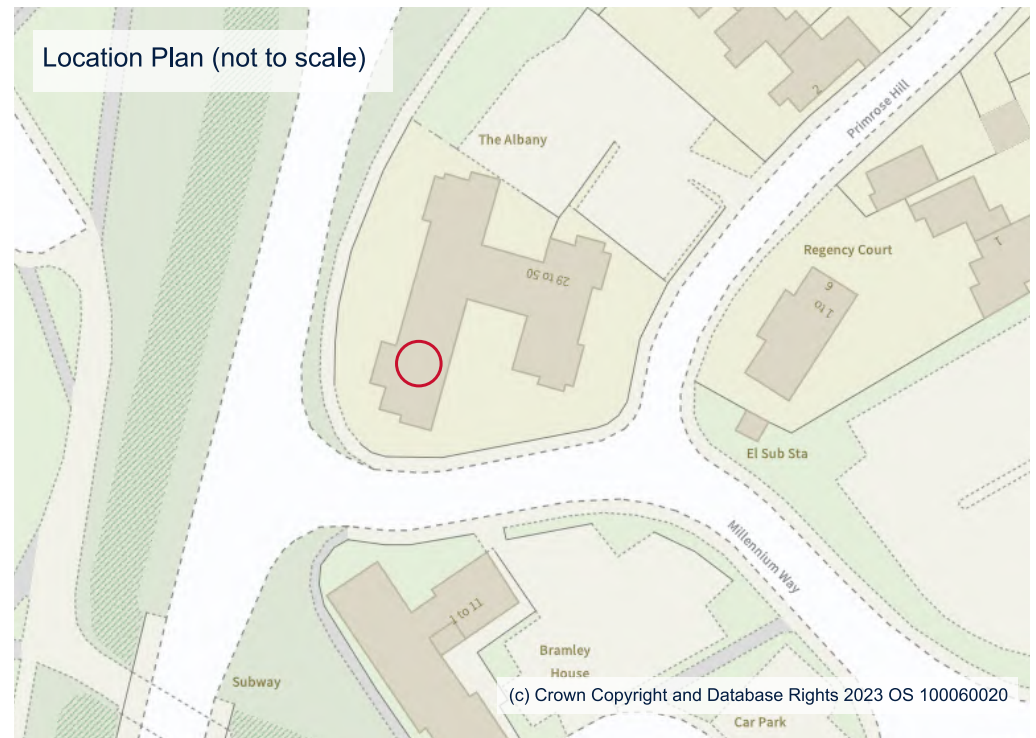 Location Plan (not to scale)
2
Primrose Hill
The Albany
Regency Court
1
29 to 50
1 to 6
El Sub Sta
Millennium Way
1 to 11
Bramley
House
Subway
(c) Crown Copyright and Database Rights 2023 OS 100060020
Car Park